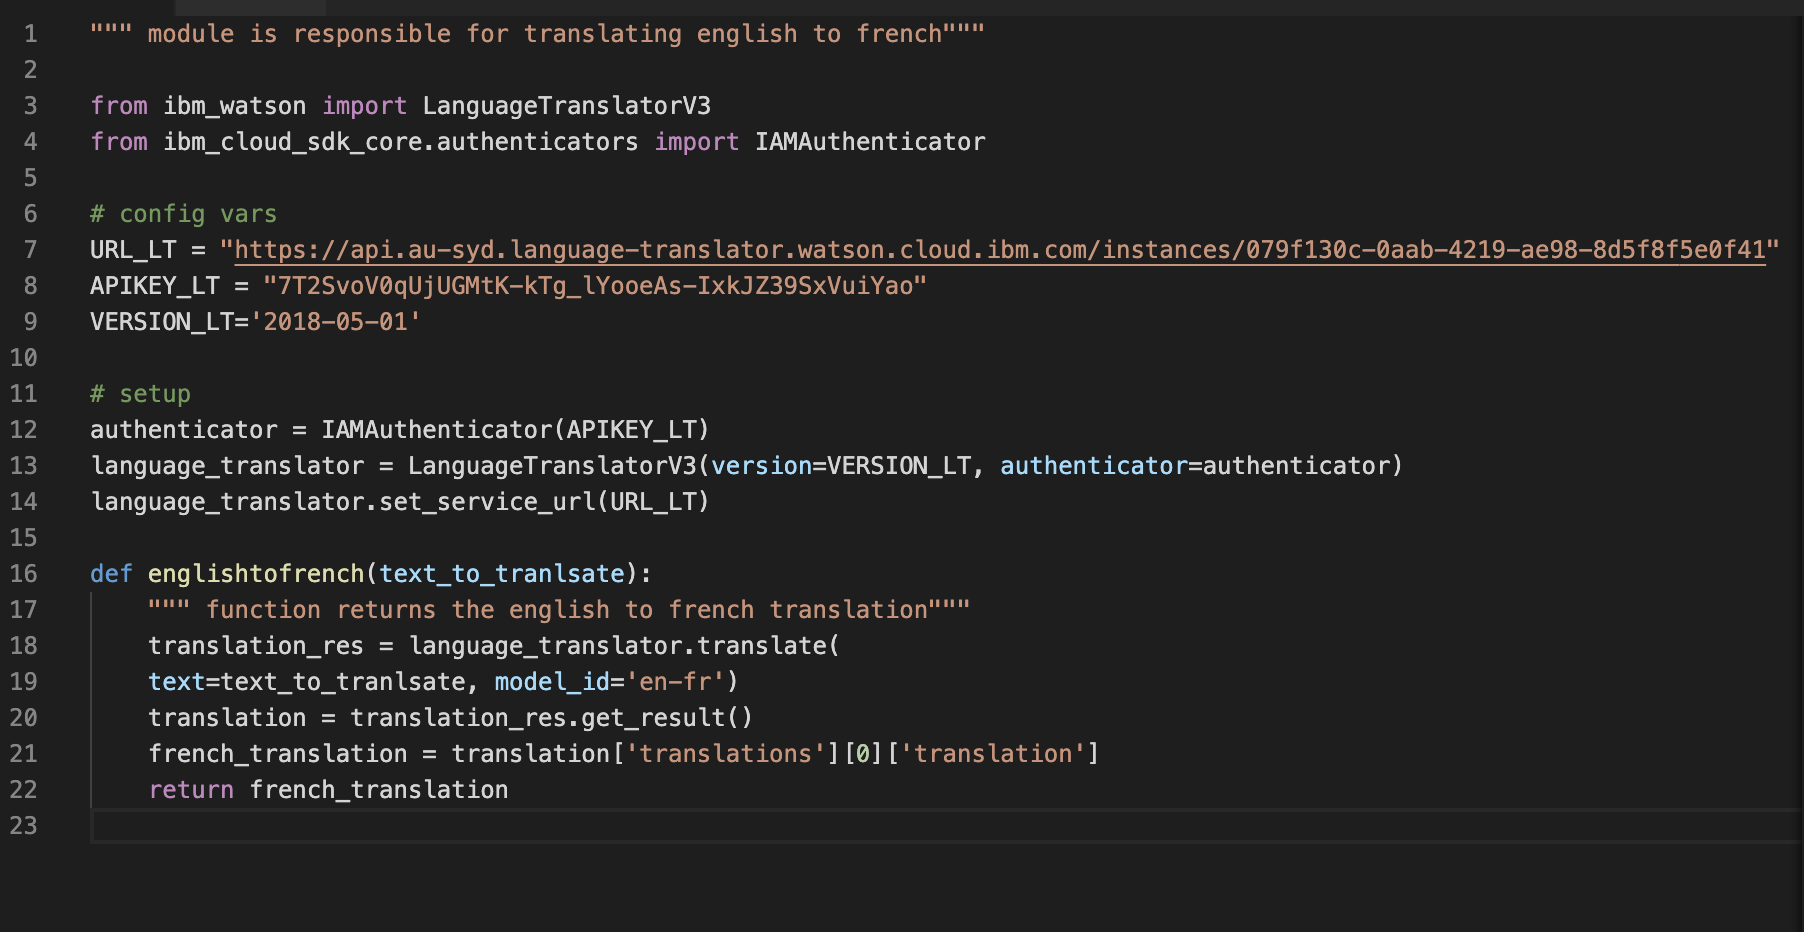 1 """ module is responsible for translating english to french"""
2
3 from ibm_watson import LanguageTranslatorV3
4 from ibm_cloud_sdk_core.authenticators import IAMAuthenticator
5
6 # config vars
7 URL_LT = "https://api.au-syd.language-translator.watson.cloud.ibm.com/instances/079f130c-0aab-4219-ae98-8d5f8f5e0f41"
8 APIKEY_LT = "7T2SvoV0qUjUGMtK-kTg_lYooeAs-IxkJZ39SxVuiYao"
9 VERSION_LT='2018-05-01'
10
11 # setup
12 authenticator = IAMAuthenticator(APIKEY_LT)
13 language_translator = LanguageTranslatorV3(version=VERSION_LT, authenticator=authenticator)
14 language_translator.set_service_url(URL_LT)
15
16 def englishtofrench(text_to_tranlsate):
17     """ function returns the english to french translation"""
18     translation_res = language_translator.translate(
19     text=text_to_tranlsate, model_id='en-fr')
20     translation = translation_res.get_result()
21     french_translation = translation['translations'][0]['translation']
22     return french_translation
23